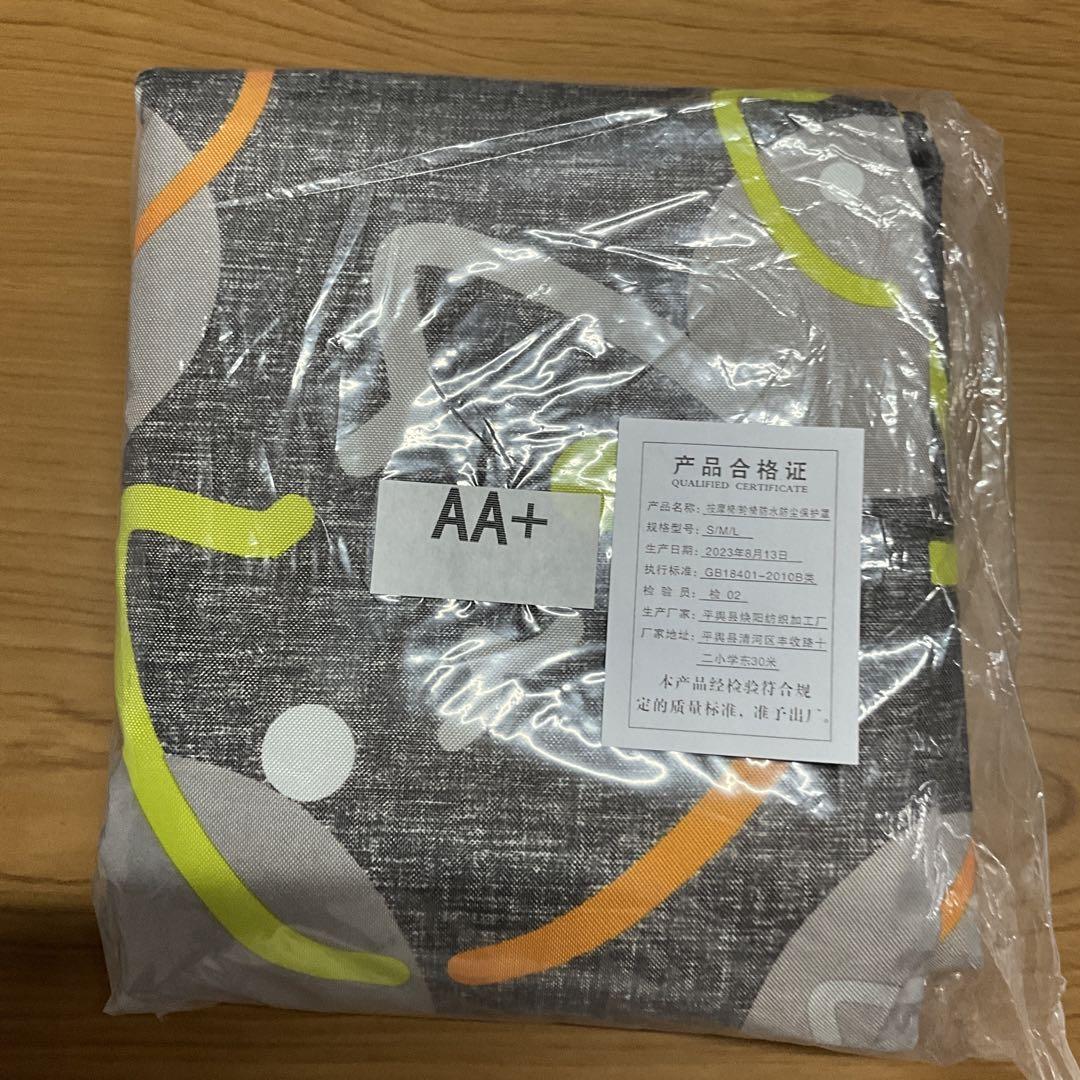 AA+
产品合格证
QUALIFIED CERTIFICATE
产品名称: 按摩椅/轮椅防水防尘保护罩
规格型号: S/M/L
生产日期: 2023年8月13日
执行标准: GB18401-2010B类
检 验 员: 检 02
生产厂家: 平舆县焕阳纺织加工厂
厂家地址: 平舆县清河区丰收路十
二小学东30米
本产品经检验符合规
定的质量标准,准予出厂。